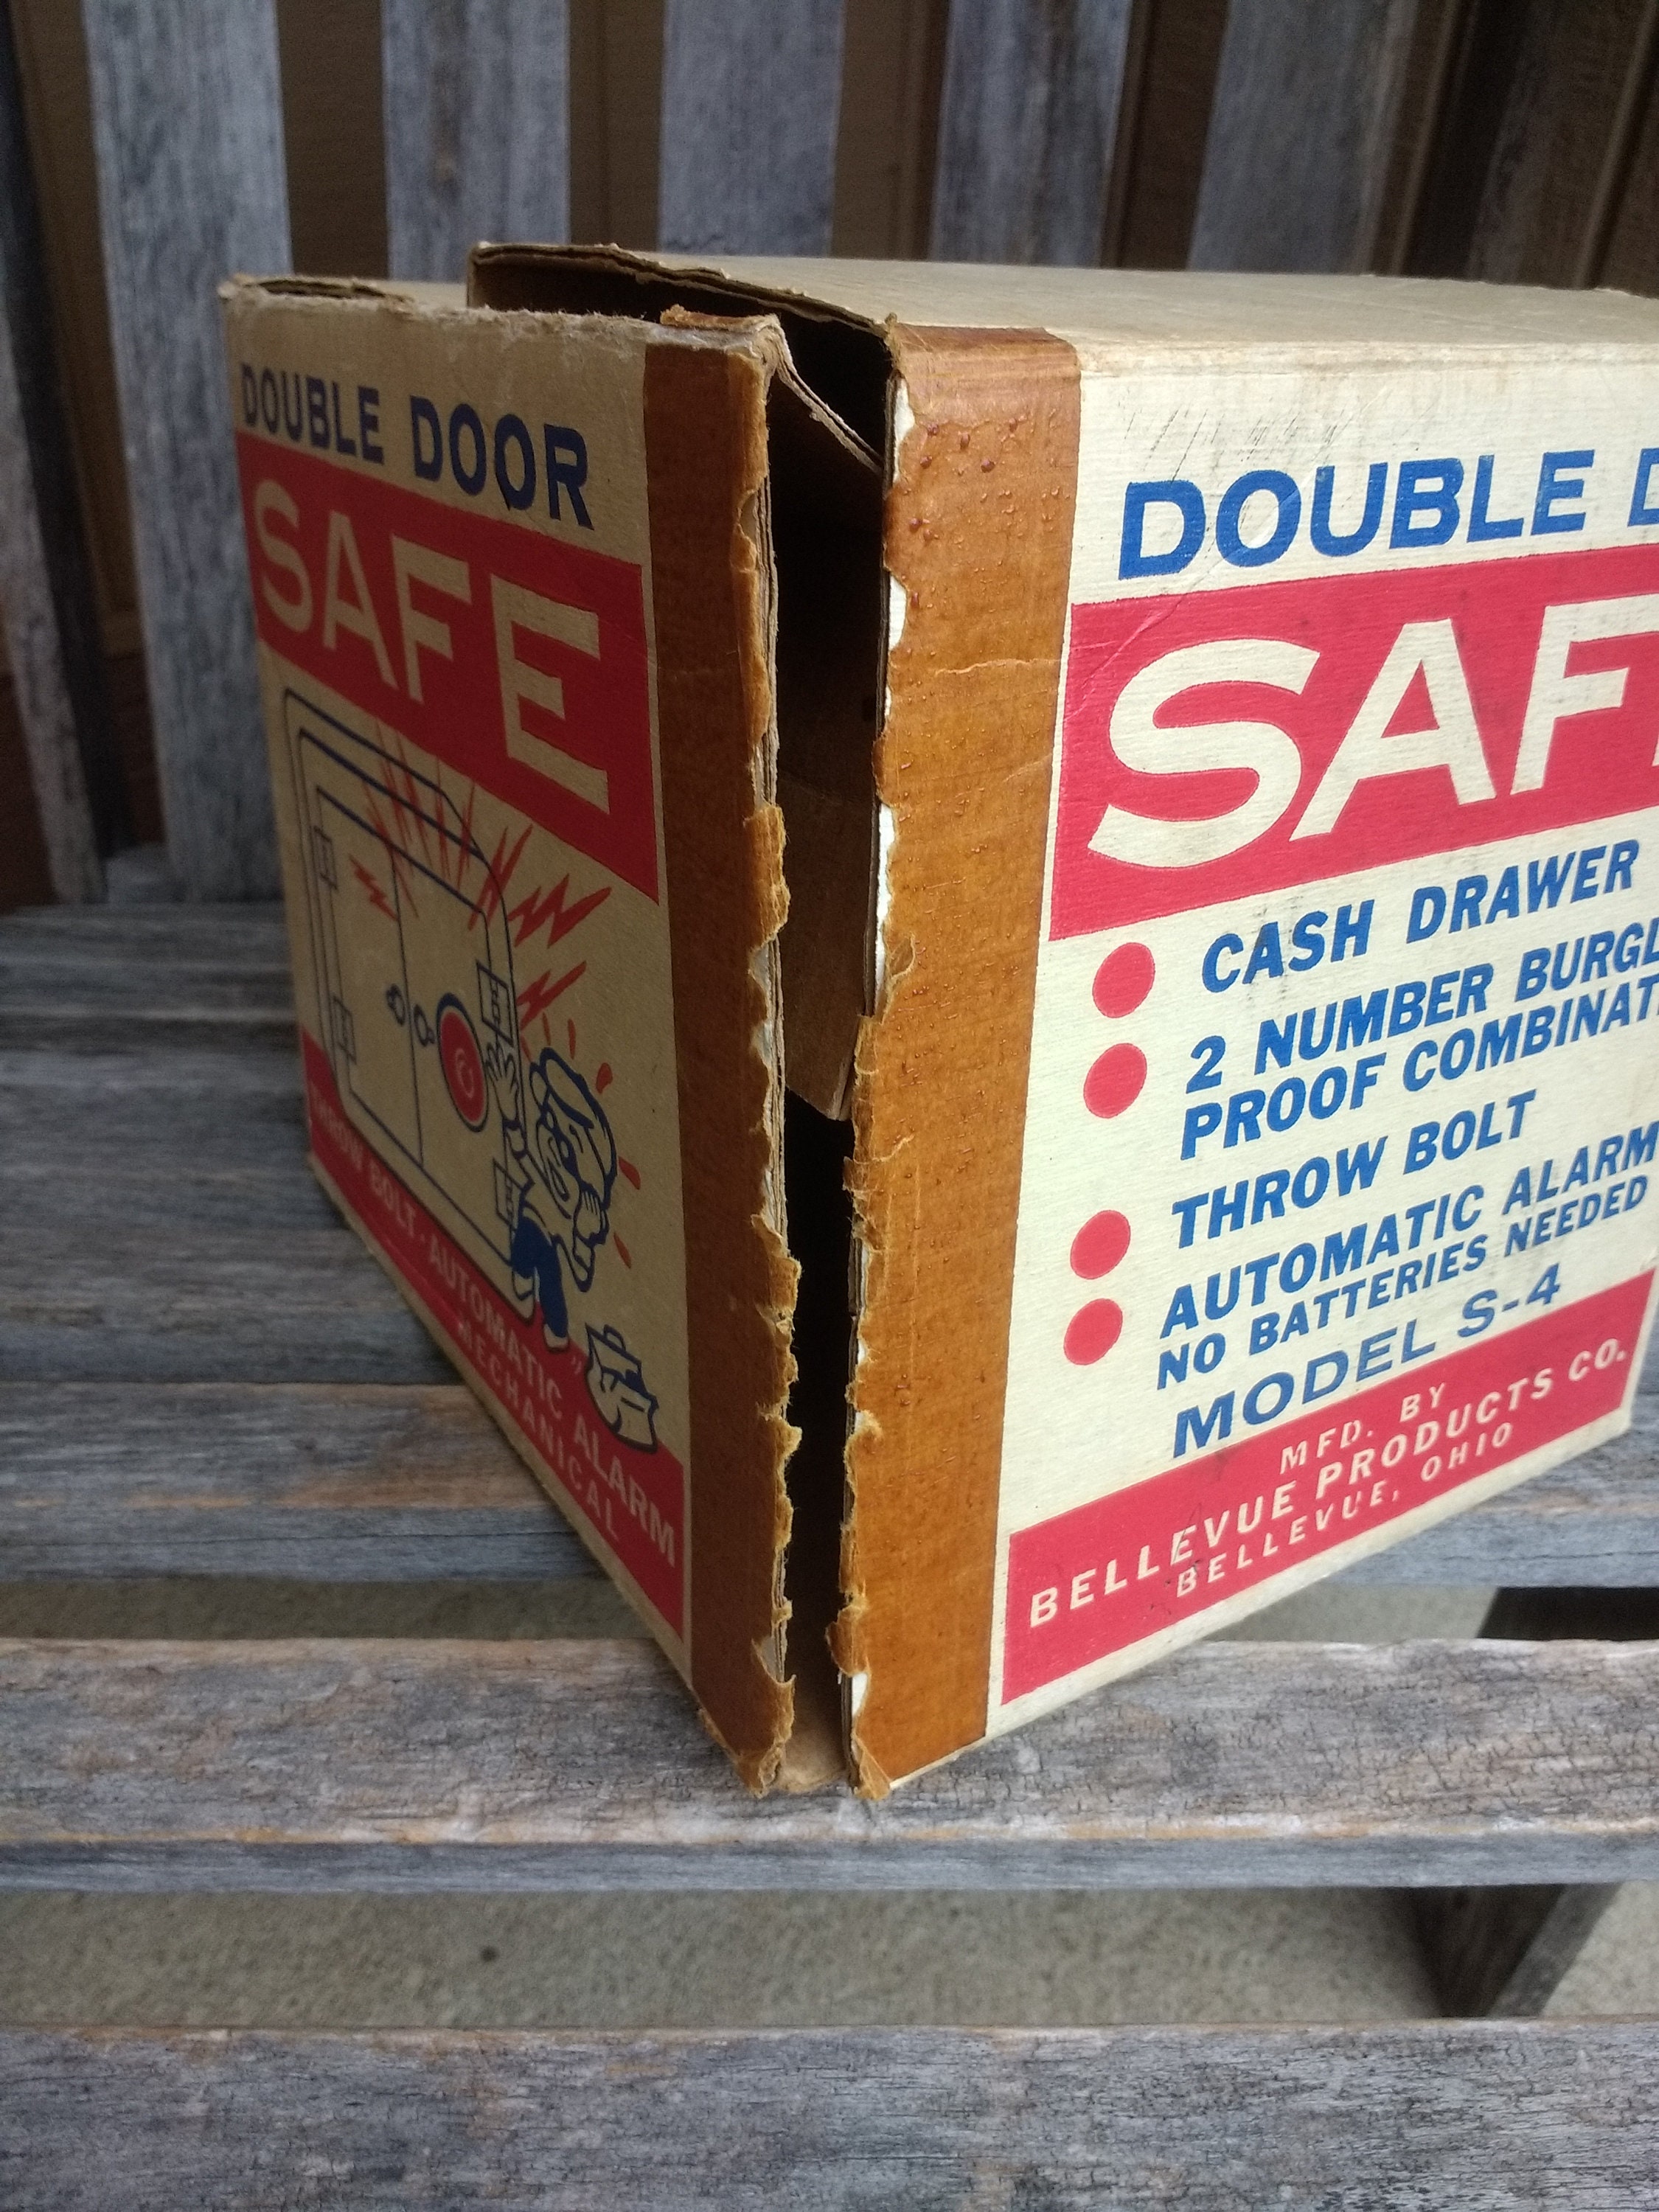 DOUBLE DOOR
SAFE
THROW BOLT • AUTOMATIC ALARM
MECHANICAL
DOUBLE D
SAF
CASH DRAWER
2 NUMBER BURGL
PROOF COMBINAT
THROW BOLT
AUTOMATIC ALARM
NO BATTERIES NEEDED
MODEL S-4
MFD. BY
BELLEVUE PRODUCTS CO.
BELLEVUE, OHIO